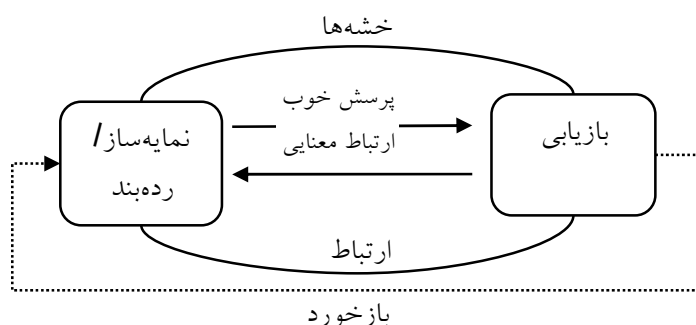 خشه‌ها
پرسش خوب
ارتباط معنایی
بازیابی
نمایه‌ساز/
رده‌بند
ارتباط
بازخورد